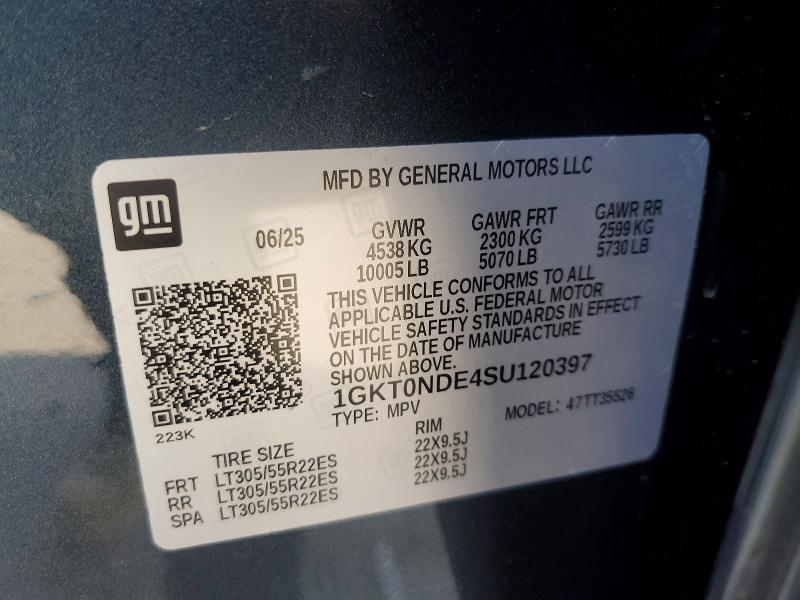 gm
MFD BY GENERAL MOTORS LLC
06/25
GVWR
4538 KG
10005 LB
GAWR FRT
2300 KG
5070 LB
GAWR RR
2599 KG
5730 LB
THIS VEHICLE CONFORMS TO ALL
APPLICABLE U.S. FEDERAL MOTOR
VEHICLE SAFETY STANDARDS IN EFFECT
ON THE DATE OF MANUFACTURE
SHOWN ABOVE.
1GKT0NDE4SU120397
TYPE: MPV
MODEL: 47TT35526
223K
TIRE SIZE
RIM
FRT LT305/55R22ES 22X9.5J
RR LT305/55R22ES 22X9.5J
SPA LT305/55R22ES 22X9.5J